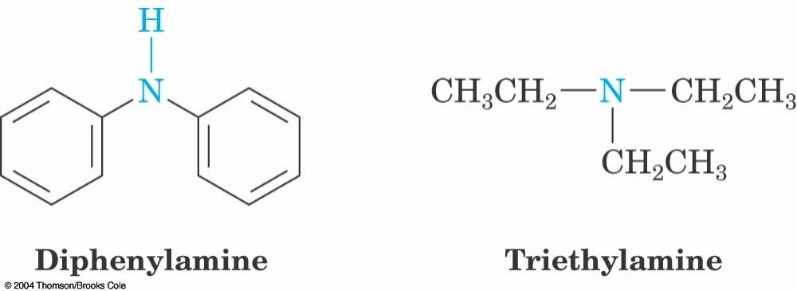 H
N
CH₃CH₂—N—CH₂CH₃
CH₂CH₃
Diphenylamine
Triethylamine
© 2004 Thomson/Brooks Cole